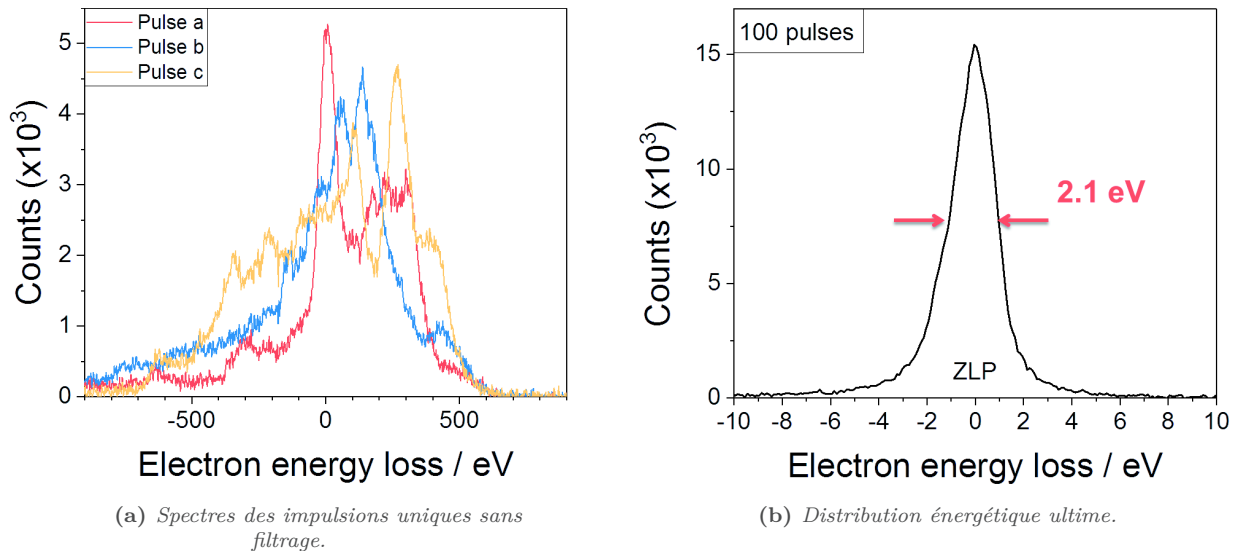 Pulse a
Pulse b
Pulse c
5
4
3
2
1
0
Counts (x10³)
-500
0
500
Electron energy loss / eV
(a) Spectres des impulsions uniques sans
filtrage.
100 pulses
15
10
5
0
Counts (x10³)
2.1 eV
ZLP
-10 -8 -6 -4 -2 0 2 4 6 8 10
Electron energy loss / eV
(b) Distribution énergétique ultime.